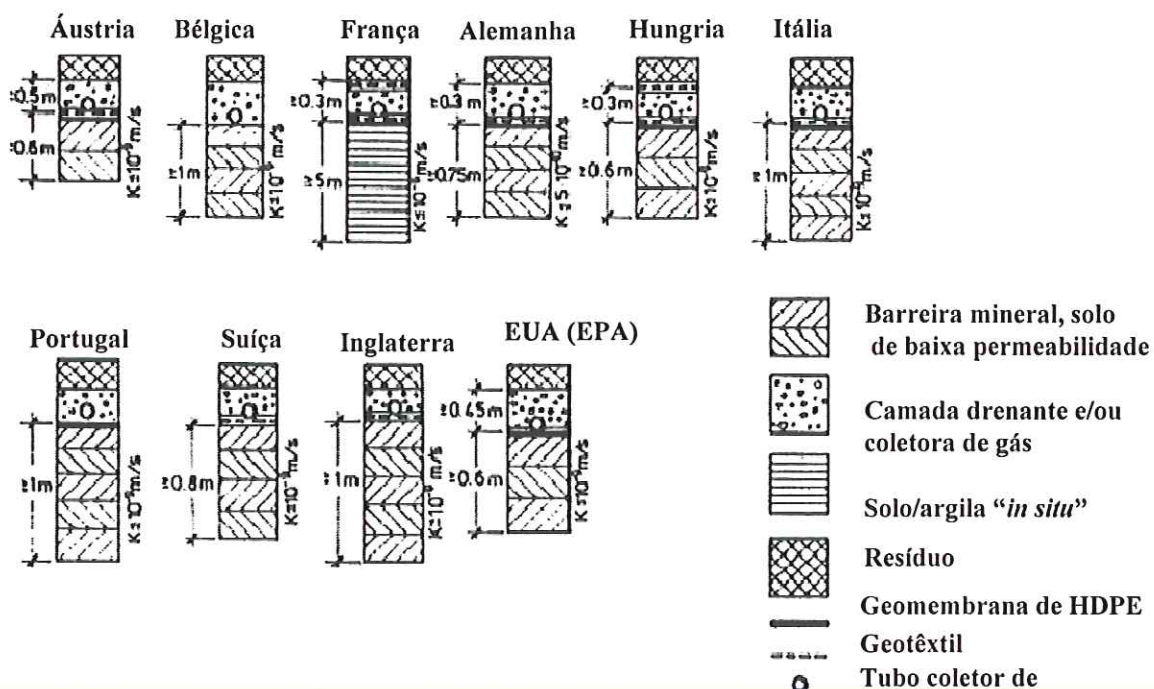 Áustria Bélgica França Alemanha Hungria Itália
≥0.5m
≥0.6m
≥1m
≥0.3m
≥5m
≥0.3m
≥0.75m
≥0.3m
≥0.6m
≥1m
Portugal Suíça Inglaterra EUA (EPA)
≥1m
≥0.8m
≥1m
≥0.45m
≥0.6m
Barreira mineral, solo
de baixa permeabilidade
Camada drenante e/ou
coletora de gás
Solo/argila “in situ”
Resíduo
Geomembrana de HDPE
Geotêxtil
Tubo coletor de